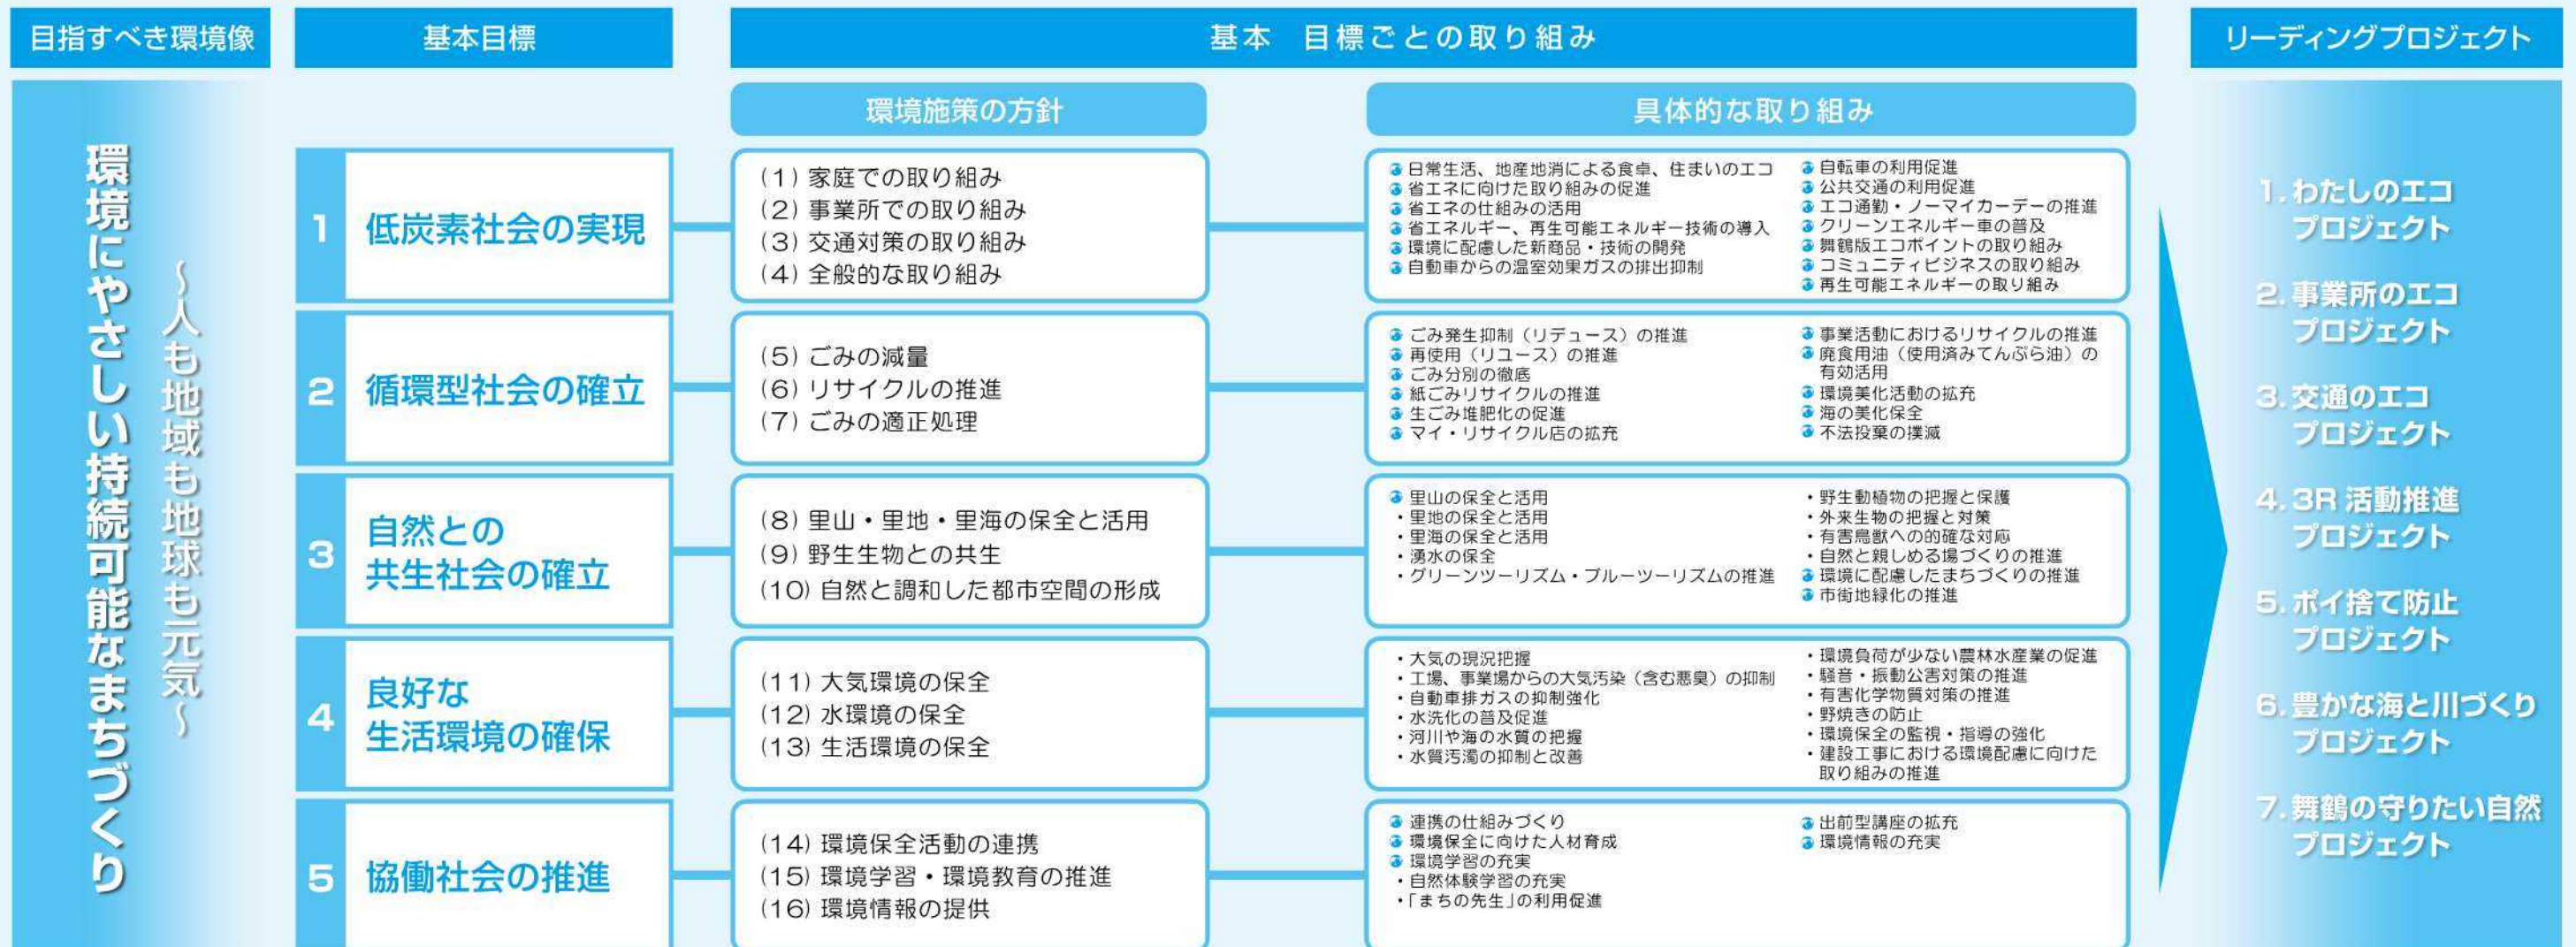 目指すべき環境像
基本目標
基本 目標ごとの取り組み
リーディングプロジェクト
環境施策の方針
具体的な取り組み
環境にやさしい持続可能なまちづくり
～人も地域も地球も元気～
1 低炭素社会の実現
(1) 家庭での取り組み
(2) 事業所での取り組み
(3) 交通対策の取り組み
(4) 全般的な取り組み
日常生活、地産地消による食卓、住まいのエコ
省エネに向けた取り組みの促進
省エネの仕組みの活用
省エネルギー、再生可能エネルギー技術の導入
環境に配慮した新商品・技術の開発
自動車からの温室効果ガスの排出抑制
自転車の利用促進
公共交通の利用促進
エコ通勤・ノーマイカーデーの推進
クリーンエネルギー車の普及
舞鶴版エコポイントの取り組み
コミュニティビジネスの取り組み
再生可能エネルギーの取り組み
2 循環型社会の確立
(5) ごみの減量
(6) リサイクルの推進
(7) ごみの適正処理
ごみ発生抑制（リデュース）の推進
再使用（リユース）の推進
ごみ分別の徹底
紙ごみリサイクルの推進
生ごみ堆肥化の促進
マイ・リサイクル店の拡充
事業活動におけるリサイクルの推進
廃食用油（使用済みてんぷら油）の
有効活用
環境美化活動の拡充
海の美化保全
不法投棄の撲滅
3 自然との
共生社会の確立
(8) 里山・里地・里海の保全と活用
(9) 野生生物との共生
(10) 自然と調和した都市空間の形成
里山の保全と活用
・里地の保全と活用
・里海の保全と活用
・湧水の保全
・グリーンツーリズム・ブルーツーリズムの推進
・野生動植物の把握と保護
・外来生物の把握と対策
・有害鳥獣への的確な対応
・自然と親しめる場づくりの推進
環境に配慮したまちづくりの推進
市街地緑化の推進
4 良好な
生活環境の確保
(11) 大気環境の保全
(12) 水環境の保全
(13) 生活環境の保全
・大気の現況把握
・工場、事業場からの大気汚染（含む悪臭）の抑制
・自動車排ガスの抑制強化
・水洗化の普及促進
・河川や海の水質の把握
・水質汚濁の抑制と改善
・環境負荷が少ない農林水産業の促進
・騒音・振動公害対策の推進
・有害化学物質対策の推進
・野焼きの防止
・環境保全の監視・指導の強化
・建設工事における環境配慮に向けた
取り組みの推進
5 協働社会の推進
(14) 環境保全活動の連携
(15) 環境学習・環境教育の推進
(16) 環境情報の提供
連携の仕組みづくり
環境保全に向けた人材育成
環境学習の充実
・自然体験学習の充実
・「まちの先生」の利用促進
出前型講座の拡充
環境情報の充実
1. わたしのエコ
プロジェクト
2. 事業所のエコ
プロジェクト
3. 交通のエコ
プロジェクト
4. 3R 活動推進
プロジェクト
5. ポイ捨て防止
プロジェクト
6. 豊かな海と川づくり
プロジェクト
7. 舞鶴の守りたい自然
プロジェクト